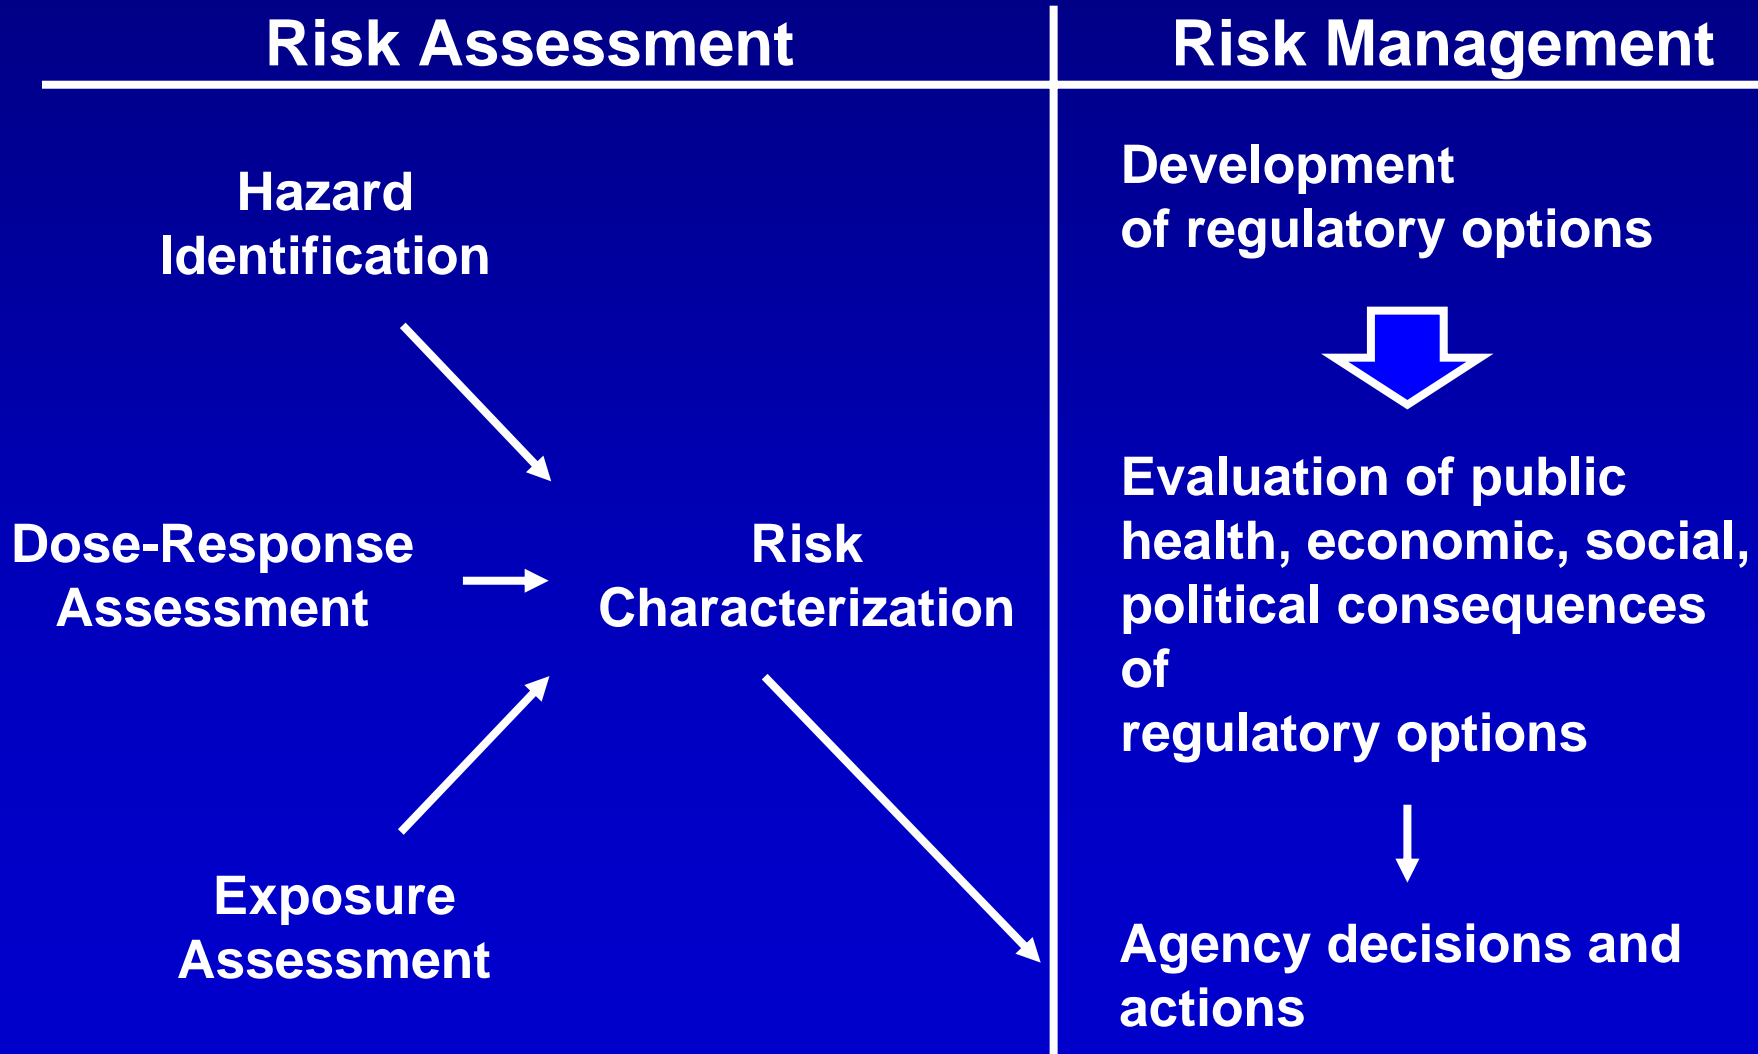 Risk Assessment
Risk Management
Hazard
Identification
Dose-Response
Assessment
Exposure
Assessment
Risk
Characterization
Development
of regulatory options
Evaluation of public
health, economic, social,
political consequences
of
regulatory options
Agency decisions and
actions